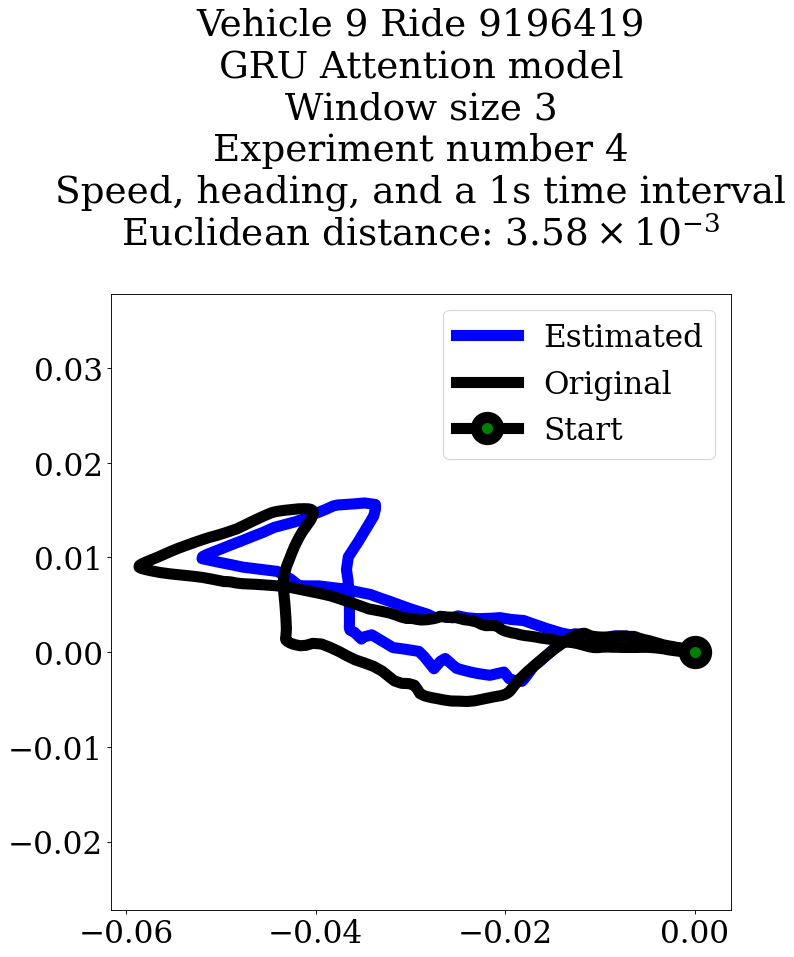 Vehicle 9 Ride 9196419
GRU Attention model
Window size 3
Experiment number 4
Speed, heading, and a 1s time interval
Euclidean distance: 3.58 × 10⁻³
Estimated
Original
Start
0.03
0.02
0.01
0.00
−0.01
−0.02
−0.06
−0.04
−0.02
0.00